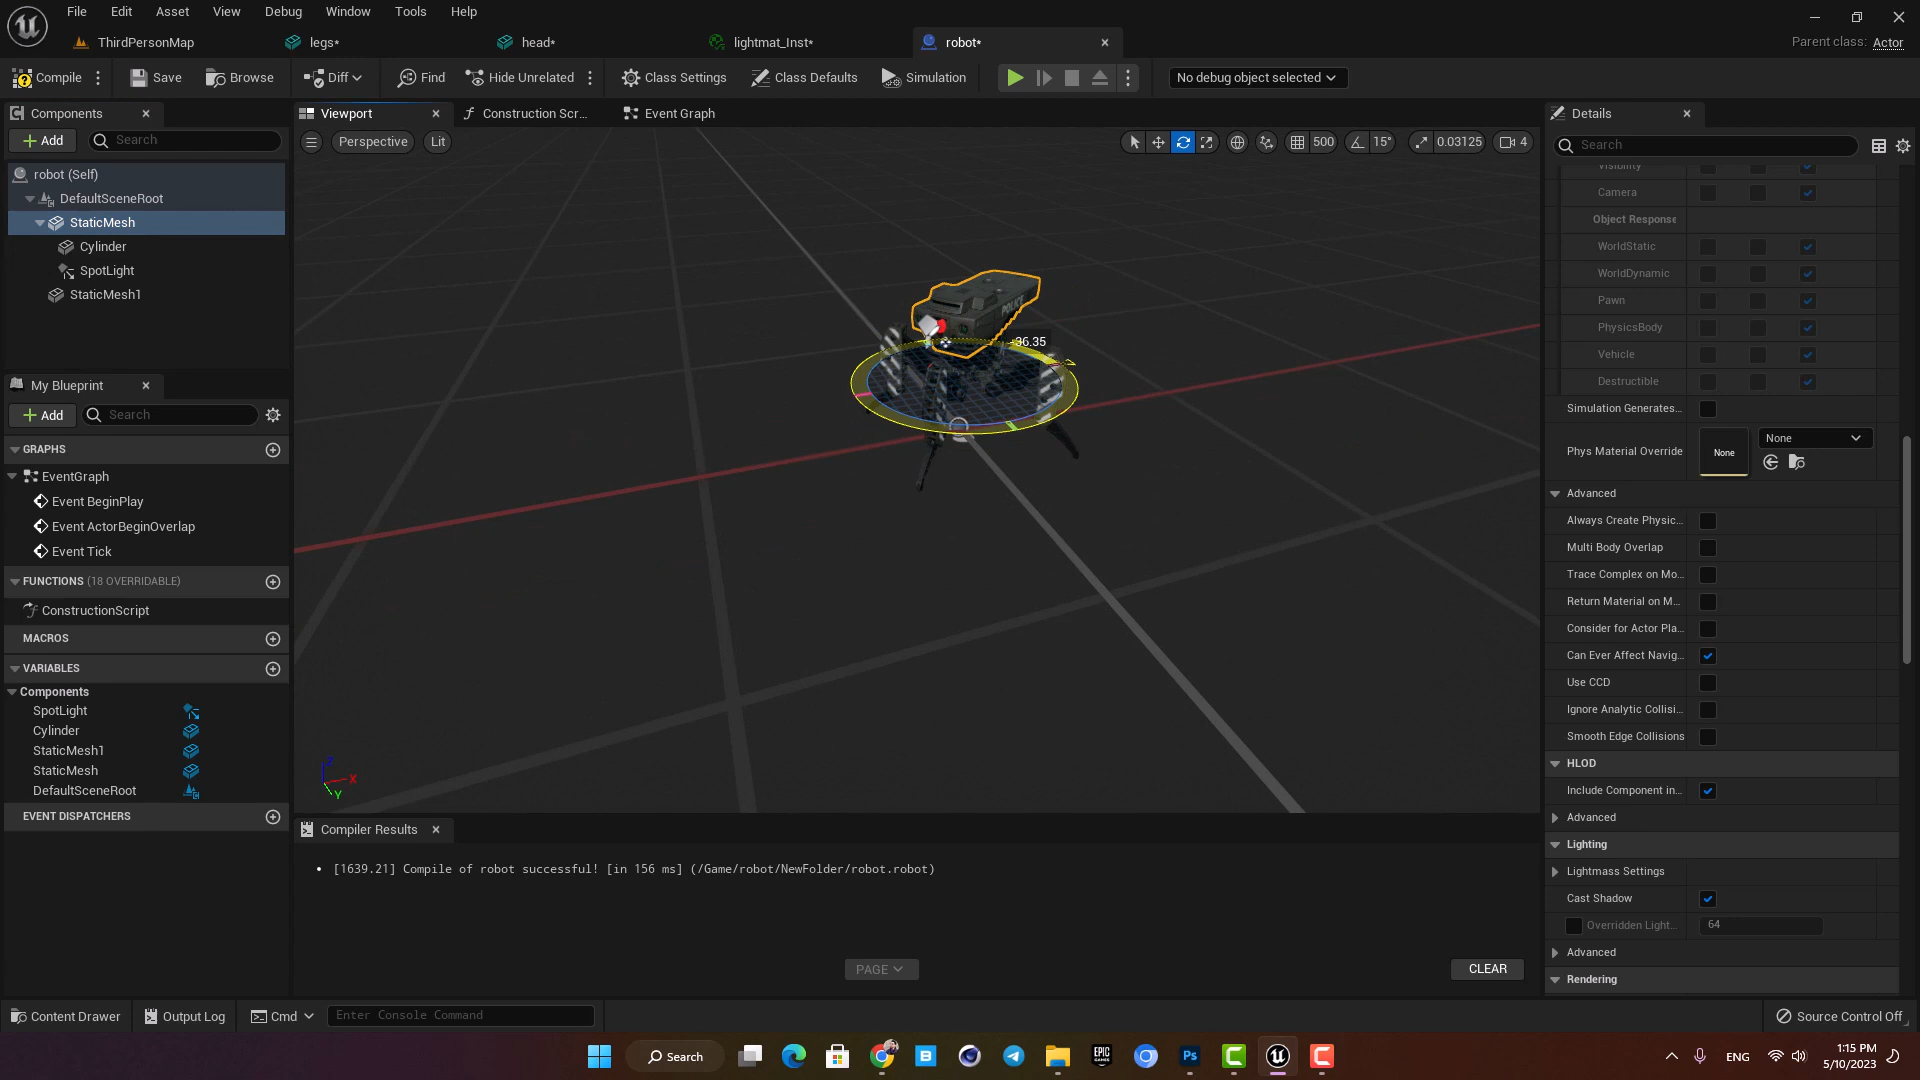 File Edit Asset View Debug Window Tools Help
ThirdPersonMap legs* head* lightmat_Inst* robot* Parent class: Actor
Compile Save Browse Diff Find Hide Unrelated Class Settings Class Defaults Simulation No debug object selected
Components Viewport Construction Scr... Event Graph Details
Add Search Perspective Lit 500 15° 0.03125 4 Search
robot (Self)
DefaultSceneRoot
StaticMesh
Cylinder
SpotLight
StaticMesh1
My Blueprint
Add Search
GRAPHS
EventGraph
Event BeginPlay
Event ActorBeginOverlap
Event Tick
FUNCTIONS (18 OVERRIDABLE)
ConstructionScript
MACROS
VARIABLES
Components
SpotLight
Cylinder
StaticMesh1
StaticMesh
DefaultSceneRoot
EVENT DISPATCHERS
POLICE
-36.35
Z
X
Y
Visibility
Camera
Object Response
WorldStatic
WorldDynamic
Pawn
PhysicsBody
Vehicle
Destructible
Simulation Generates...
Phys Material Override None None
Advanced
Always Create Physic...
Multi Body Overlap
Trace Complex on Mo...
Return Material on M...
Consider for Actor Pla...
Can Ever Affect Navig...
Use CCD
Ignore Analytic Collisi...
Smooth Edge Collisions
HLOD
Include Component in...
Advanced
Lighting
Lightmass Settings
Cast Shadow
Overridden Light... 64
Advanced
Rendering
Compiler Results
[1639.21] Compile of robot successful! [in 156 ms] (/Game/robot/NewFolder/robot.robot)
PAGE CLEAR
Content Drawer Output Log Cmd Enter Console Command Source Control Off
Search EPIC GAMES B Ps ENG 1:15 PM
5/10/2023